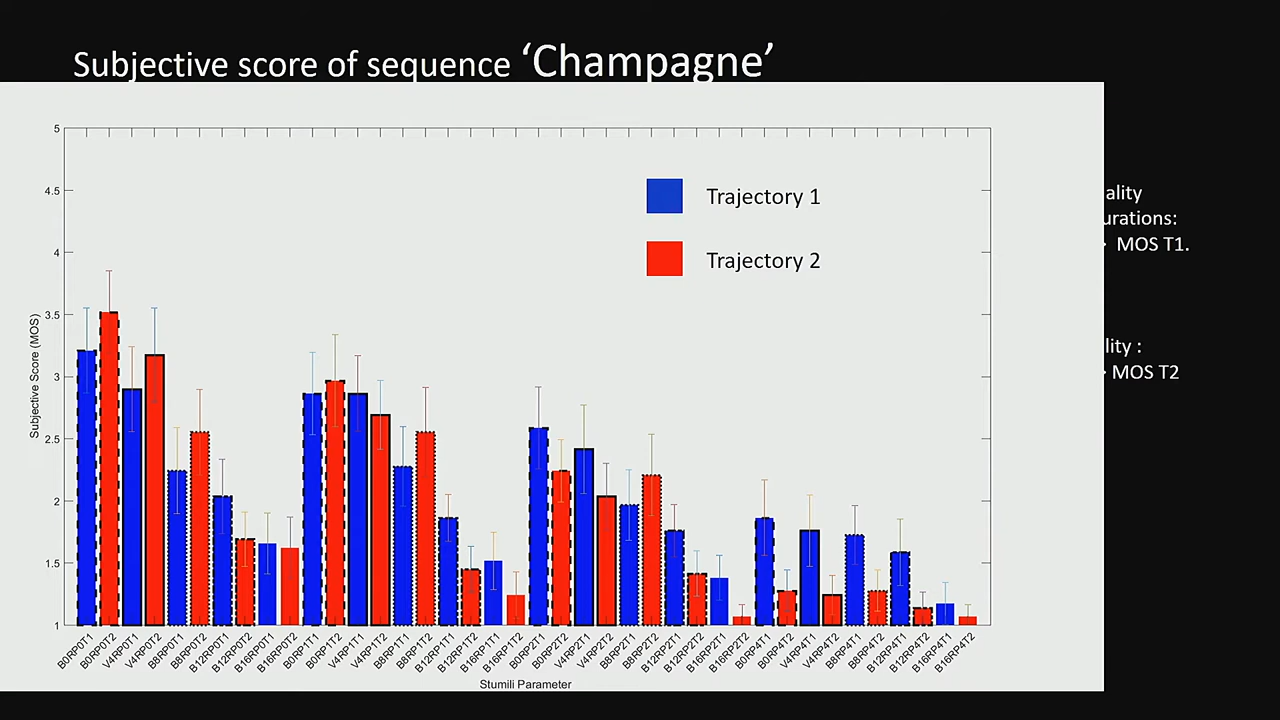 Subjective score of sequence ‘Champagne’
5
4.5
4
3.5
3
2.5
2
1.5
1
Subjective Score (MOS)
Trajectory 1
Trajectory 2
ality
urations:
MOS T1.
lity :
MOS T2
B0RP0T1
B0RP0T2
V4RP0T1
V4RP0T2
B8RP0T1
B8RP0T2
B12RP0T1
B12RP0T2
B16RP0T1
B16RP0T2
B0RP1T1
B0RP1T2
V4RP1T1
V4RP1T2
B8RP1T1
B8RP1T2
B12RP1T1
B12RP1T2
B16RP1T1
B16RP1T2
B0RP2T1
B0RP2T2
V4RP2T1
V4RP2T2
B8RP2T1
B8RP2T2
B12RP2T1
B12RP2T2
B16RP2T1
B16RP2T2
B0RP4T1
B0RP4T2
V4RP4T1
V4RP4T2
B8RP4T1
B8RP4T2
B12RP4T1
B12RP4T2
B16RP4T1
B16RP4T2
Stumili Parameter